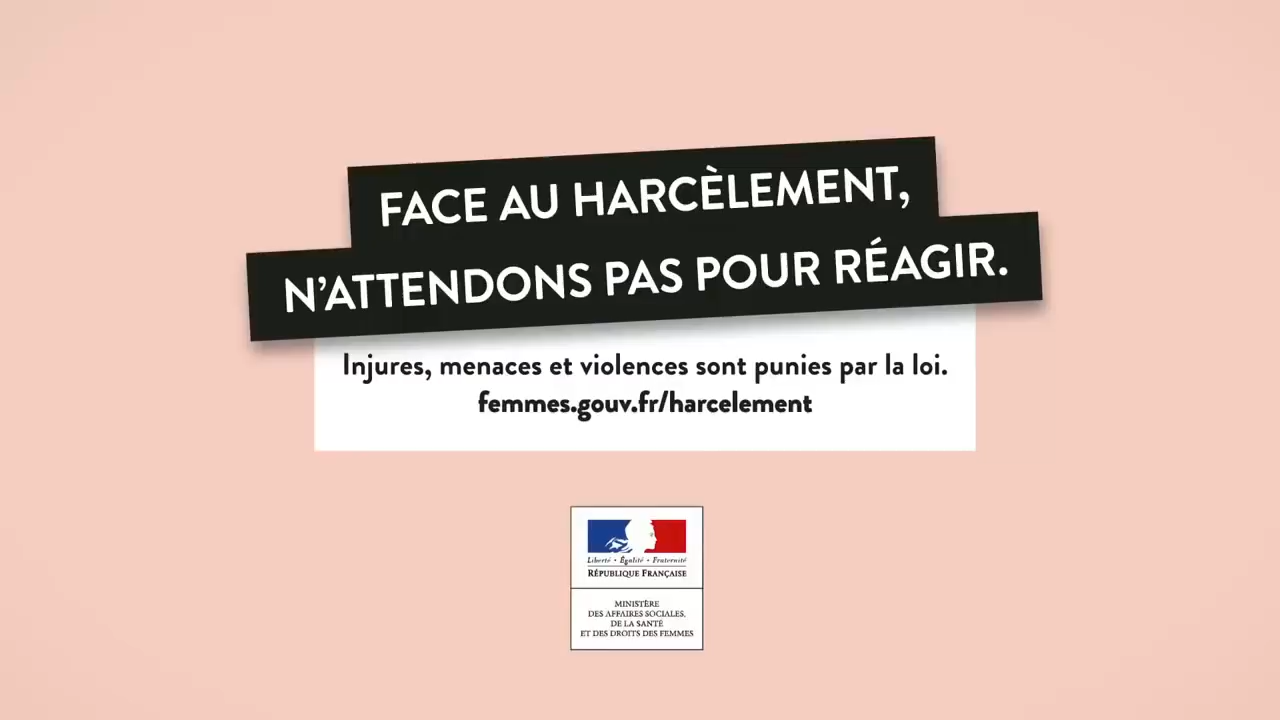 FACE AU HARCÈLEMENT,
N'ATTENDONS PAS POUR RÉAGIR.
Injures, menaces et violences sont punies par la loi.
femmes.gouv.fr/harcelement
Liberté • Égalité • Fraternité
RÉPUBLIQUE FRANÇAISE
MINISTÈRE
DES AFFAIRES SOCIALES,
DE LA SANTÉ
ET DES DROITS DES FEMMES